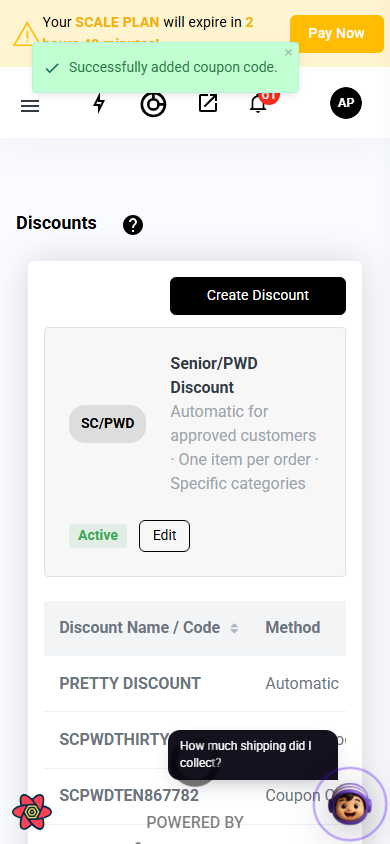 Your SCALE PLAN will expire in 2
Pay Now
Successfully added coupon code.
×
AP
Discounts
?
Create Discount
Senior/PWD
Discount
SC/PWD
Automatic for
approved customers
· One item per order ·
Specific categories
Active
Edit
Discount Name / Code
Method
PRETTY DISCOUNT
Automatic
SCPWDTHIRTY
How much shipping did I
collect?
SCPWDTEN867782
Coupon
POWERED BY